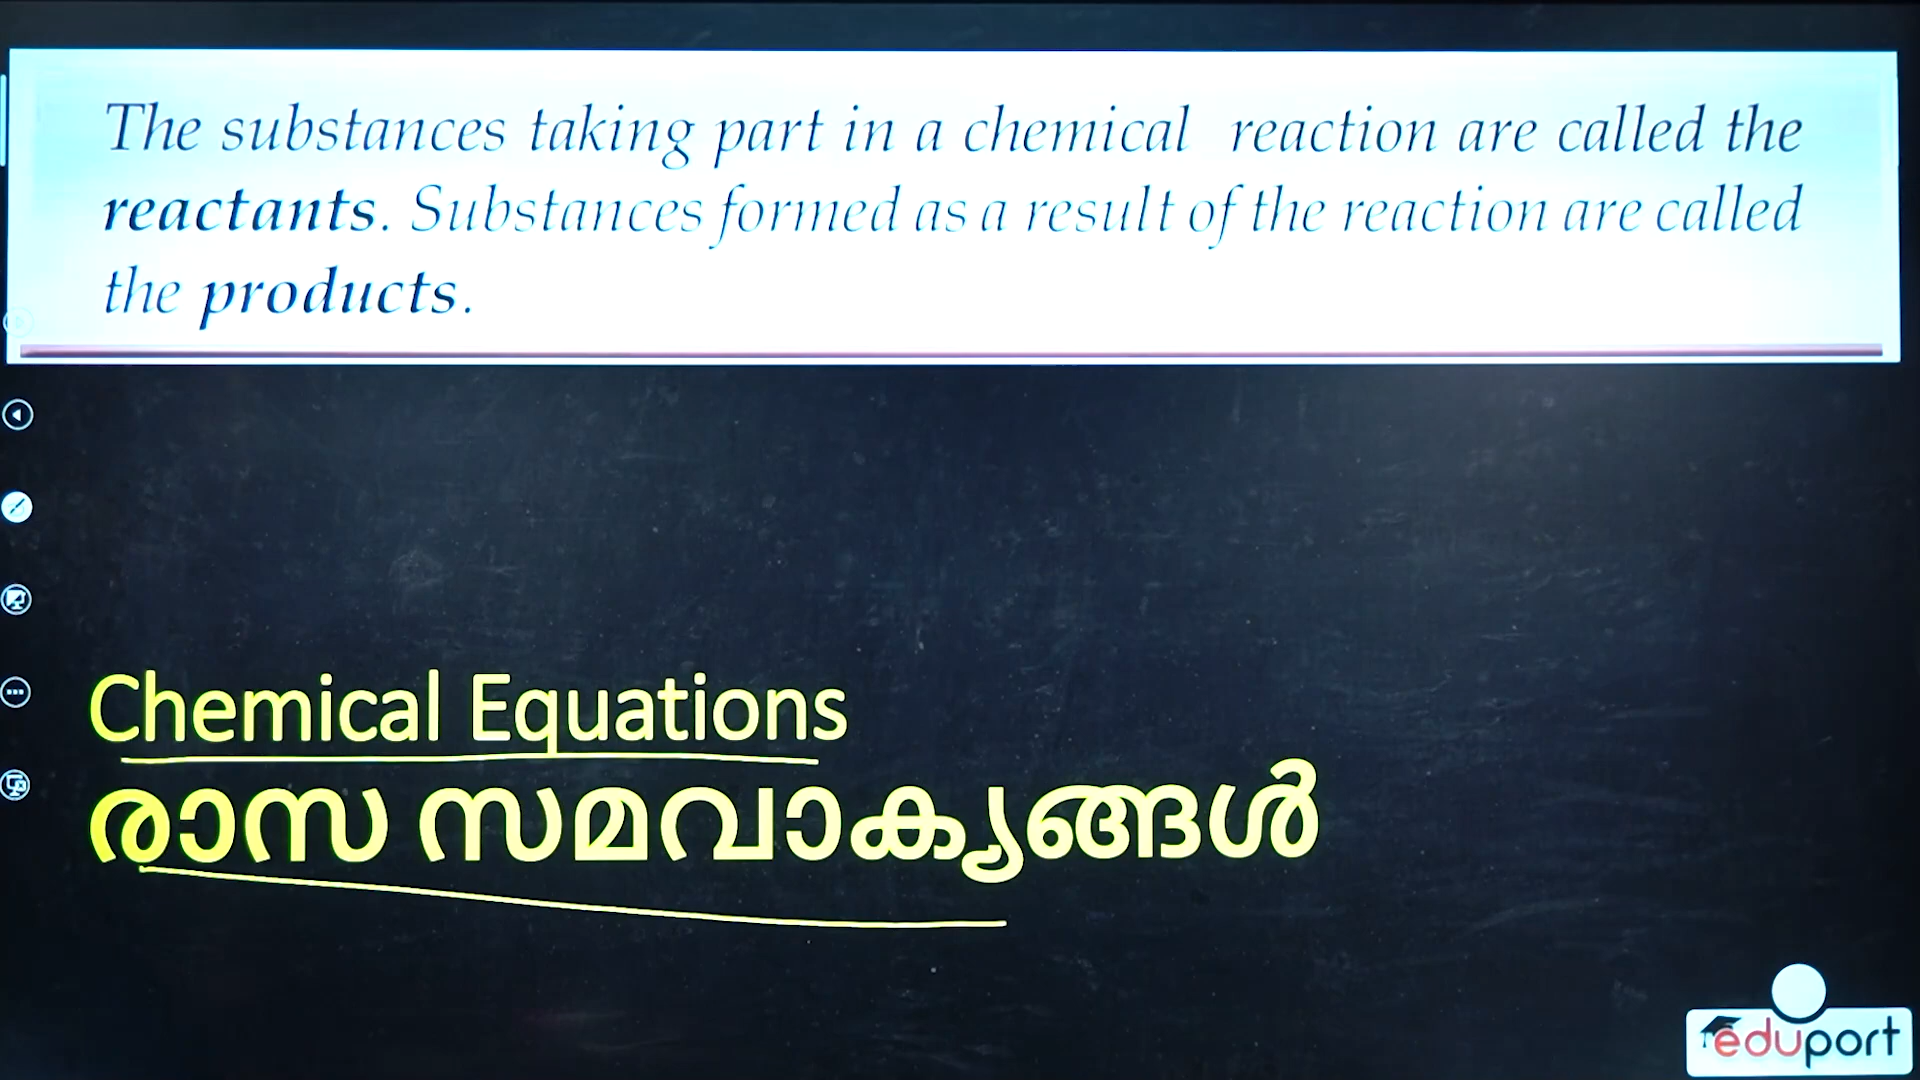 The substances taking part in a chemical reaction are called the
reactants. Substances formed as a result of the reaction are called
the products.
Chemical Equations
രാസ സമവാക്യങ്ങൾ
eduport